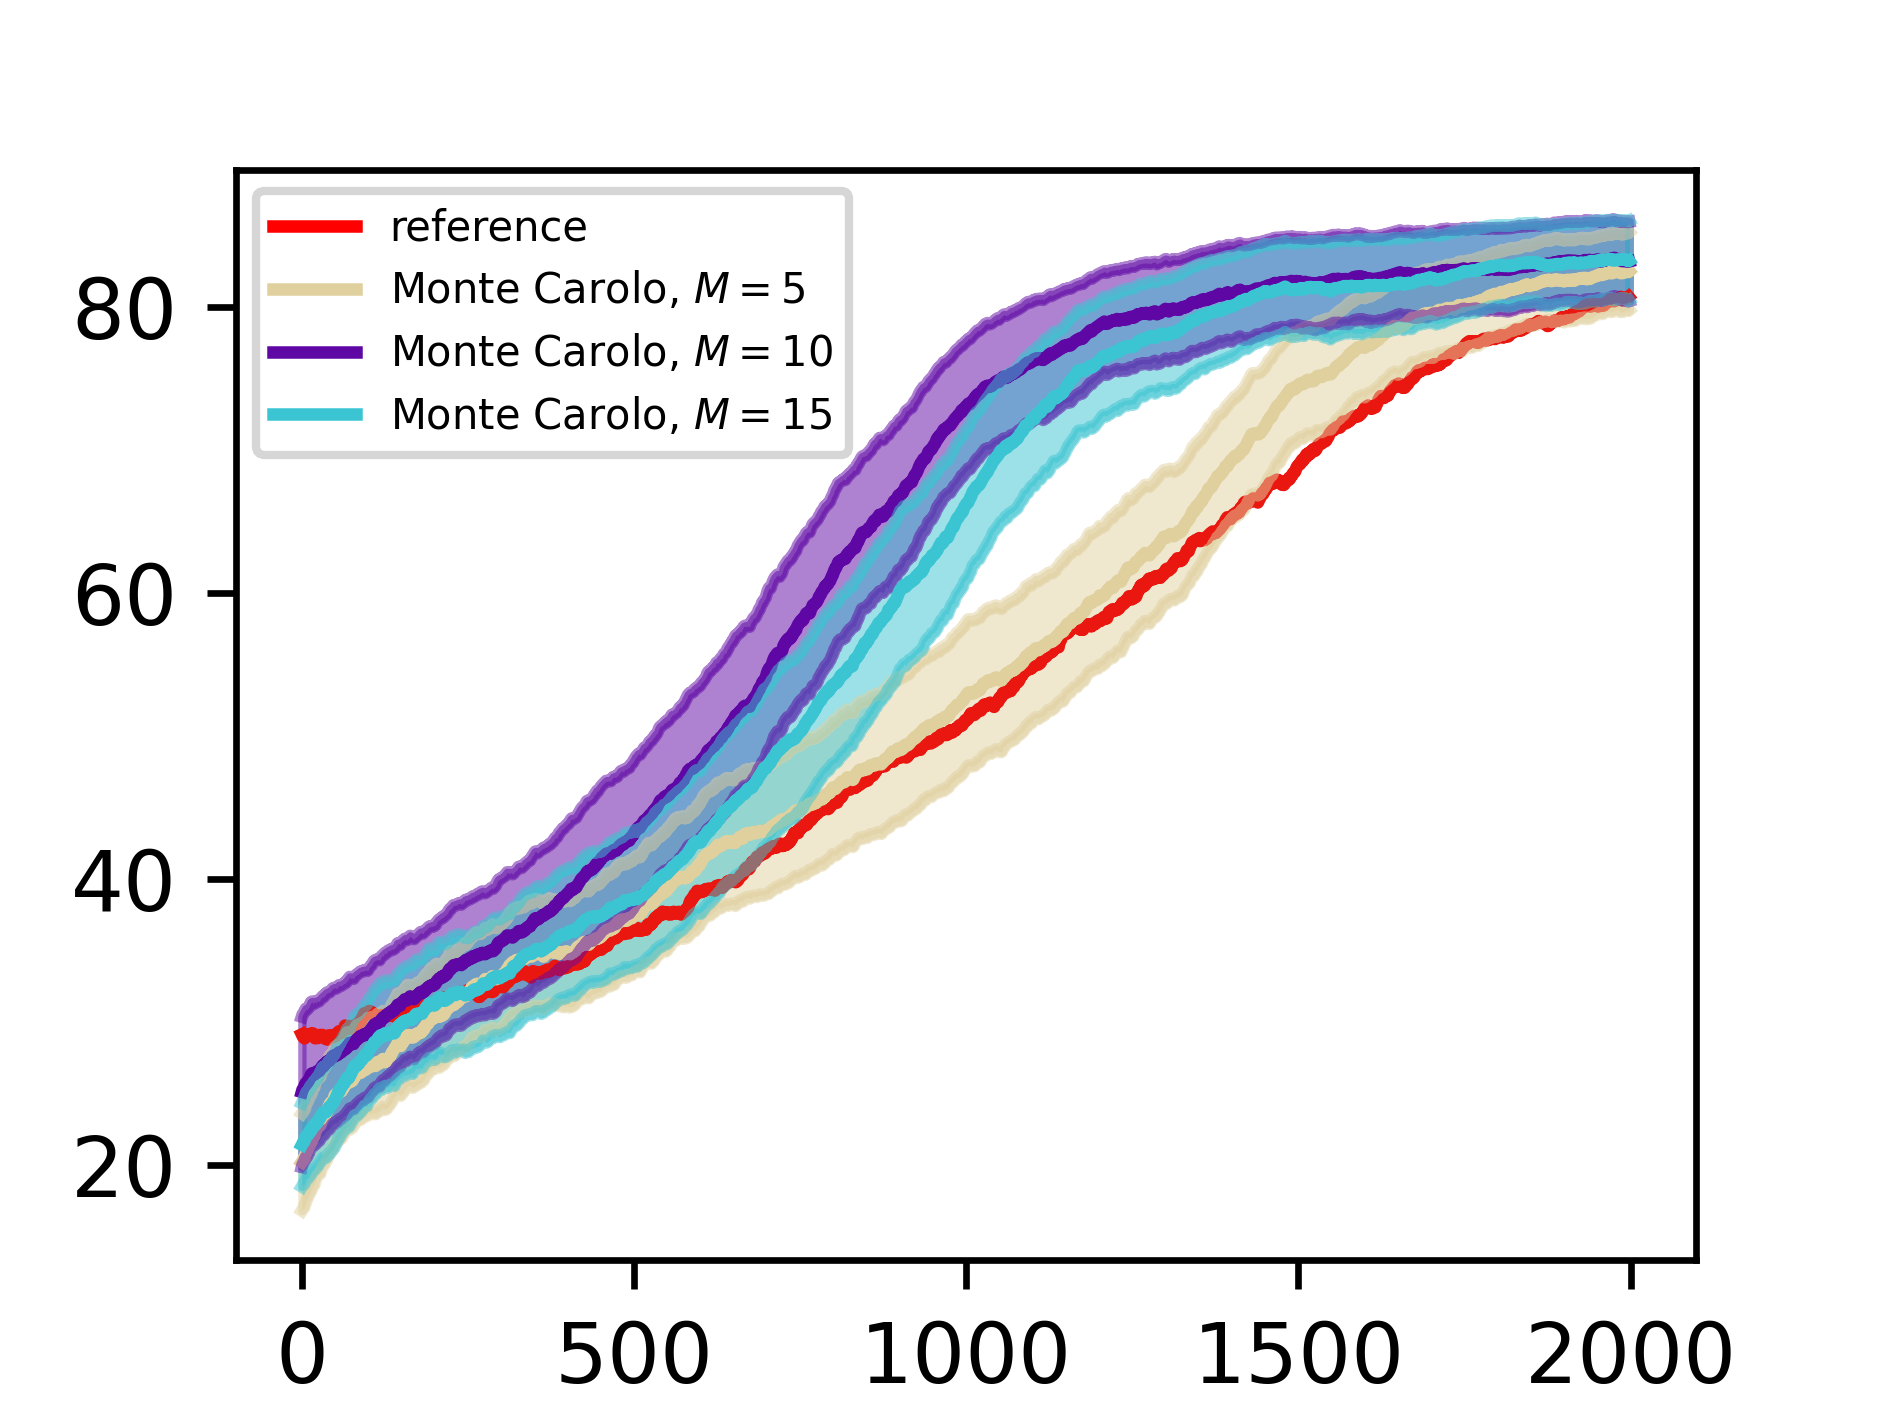 reference
Monte Carolo, M = 5
Monte Carolo, M = 10
Monte Carolo, M = 15
80
60
40
20
0 500 1000 1500 2000